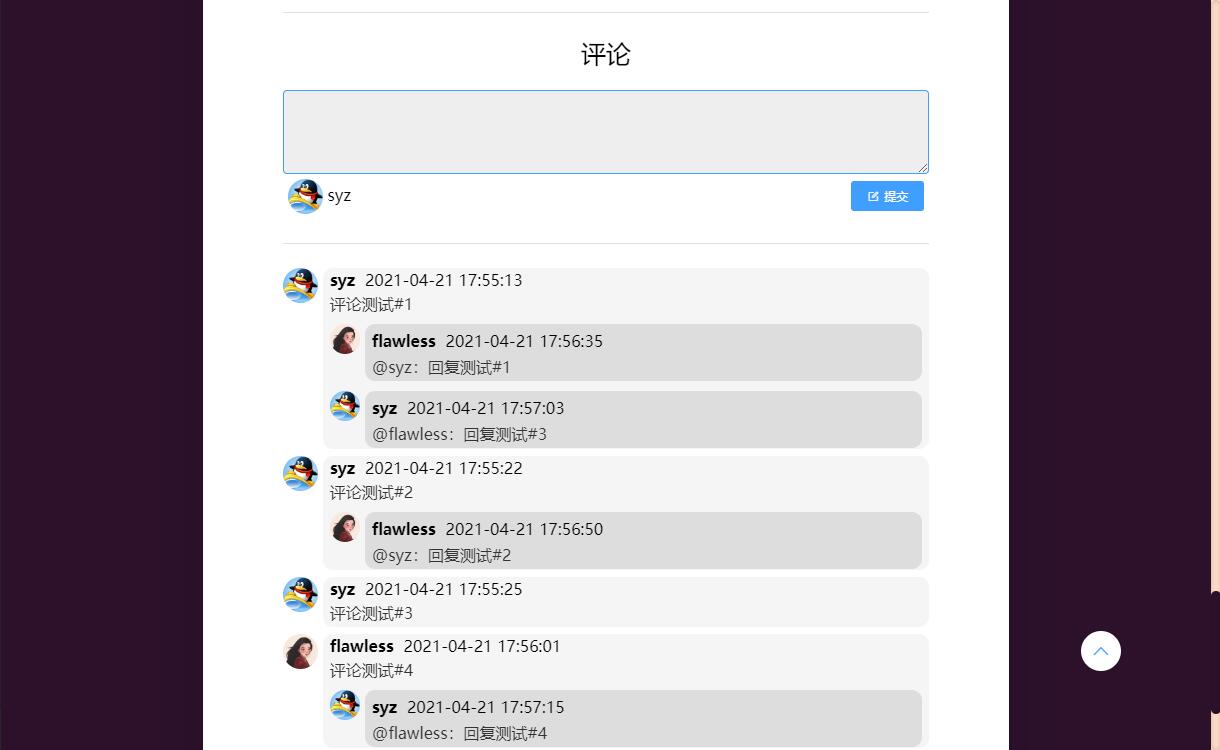 评论
syz
提交
syz 2021-04-21 17:55:13
评论测试#1
flawless 2021-04-21 17:56:35
@syz：回复测试#1
syz 2021-04-21 17:57:03
@flawless：回复测试#3
syz 2021-04-21 17:55:22
评论测试#2
flawless 2021-04-21 17:56:50
@syz：回复测试#2
syz 2021-04-21 17:55:25
评论测试#3
flawless 2021-04-21 17:56:01
评论测试#4
syz 2021-04-21 17:57:15
@flawless：回复测试#4